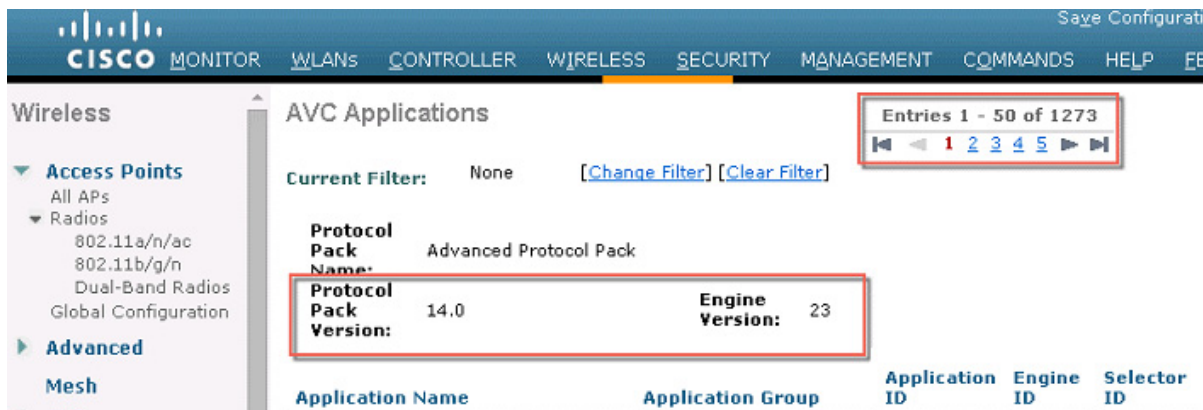 Save Configurati
CISCO MONITOR WLANs CONTROLLER WIRELESS SECURITY MANAGEMENT COMMANDS HELP FE
Wireless
Access Points
All APs
Radios
802.11a/n/ac
802.11b/g/n
Dual-Band Radios
Global Configuration
Advanced
Mesh
AVC Applications
Entries 1 - 50 of 1273
1 2 3 4 5
Current Filter: None [Change Filter] [Clear Filter]
Protocol
Pack Advanced Protocol Pack
Name:
Protocol
Pack 14.0
Version:
Engine
Version: 23
Application Name Application Group Application ID Engine ID Selector ID